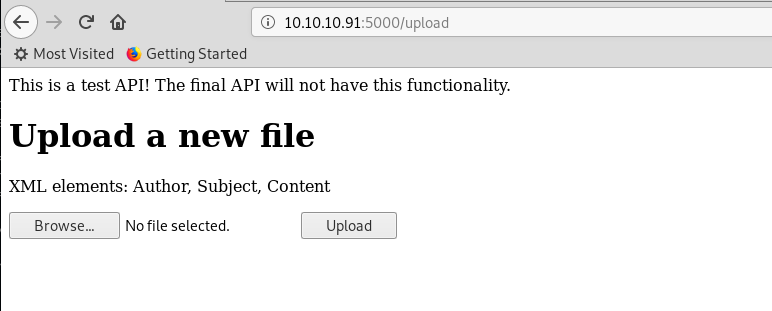 10.10.10.91:5000/upload
Most Visited Getting Started
This is a test API! The final API will not have this functionality.
Upload a new file
XML elements: Author, Subject, Content
Browse... No file selected. Upload